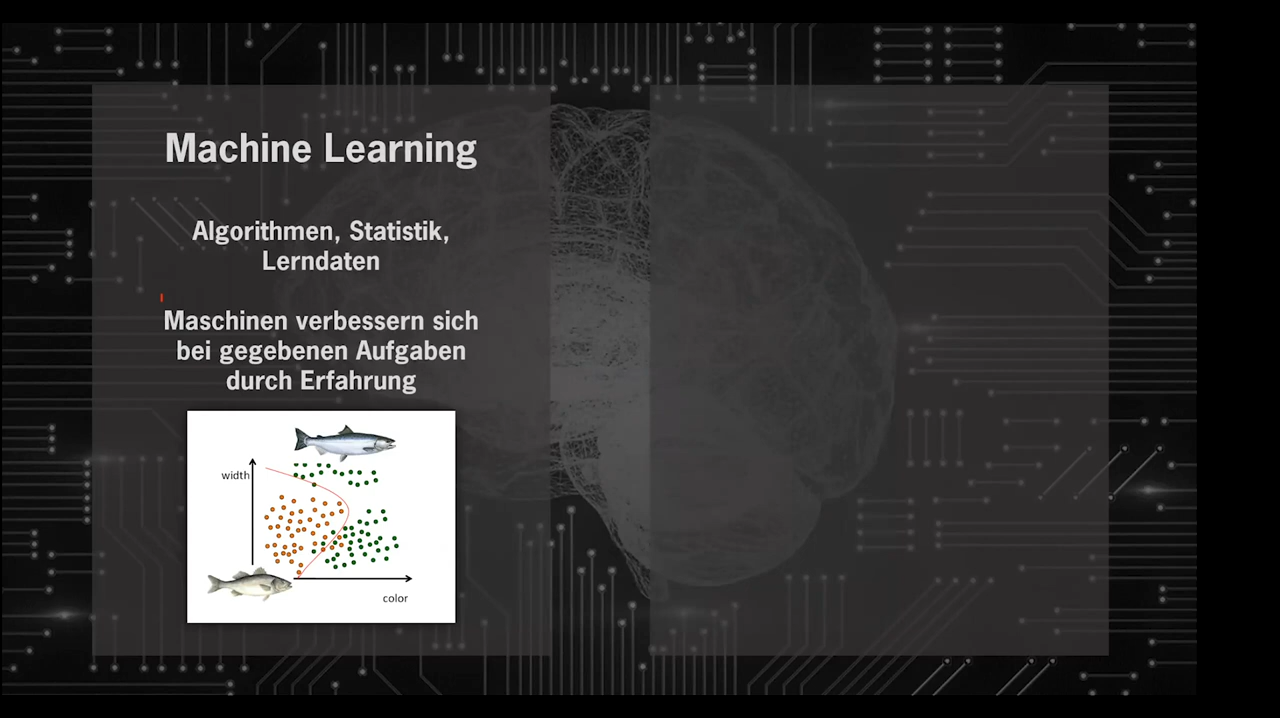 Machine Learning
Algorithmen, Statistik,
Lerndaten
Maschinen verbessern sich
bei gegebenen Aufgaben
durch Erfahrung
width
color